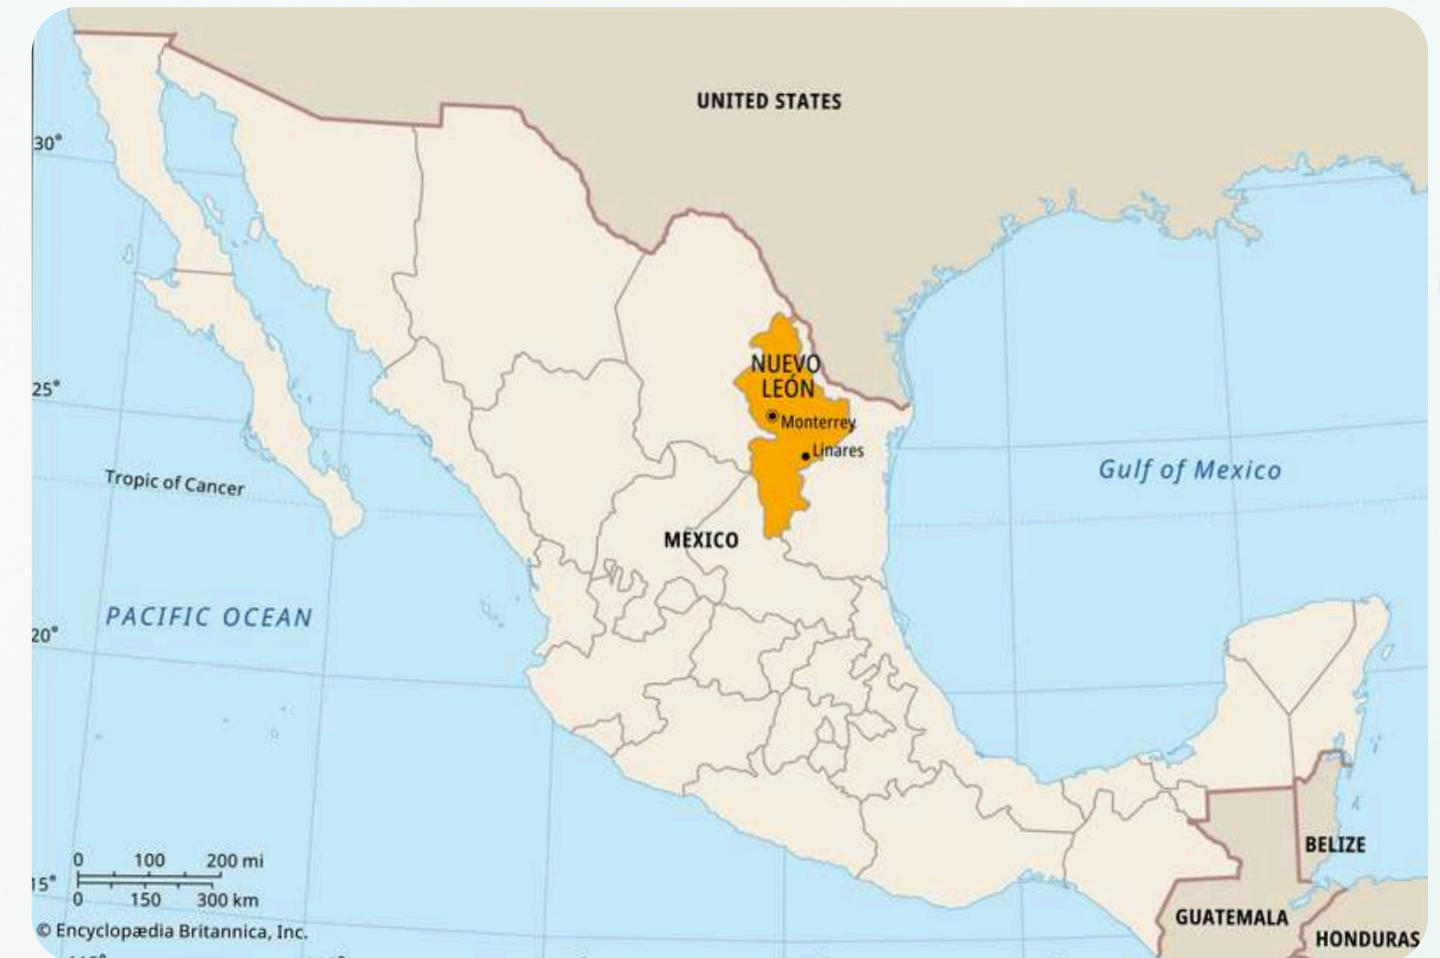 UNITED STATES
30°
NUEVO
LEÓN
25°
Monterrey
Linares
Gulf of Mexico
Tropic of Cancer
MEXICO
PACIFIC OCEAN
20°
BELIZE
0 100 200 mi
15°
0 150 300 km
GUATEMALA
© Encyclopædia Britannica, Inc.
HONDURAS